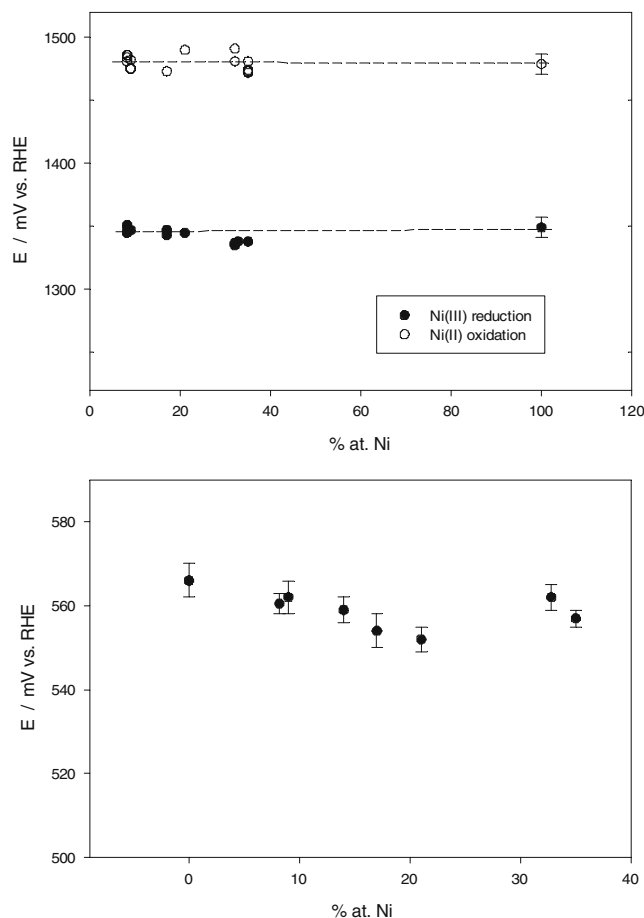 1500
1400
1300
E / mV vs. RHE
Ni(III) reduction
Ni(II) oxidation
0 20 40 60 80 100 120
% at. Ni
580
560
540
520
500
E / mV vs. RHE
0 10 20 30 40
% at. Ni